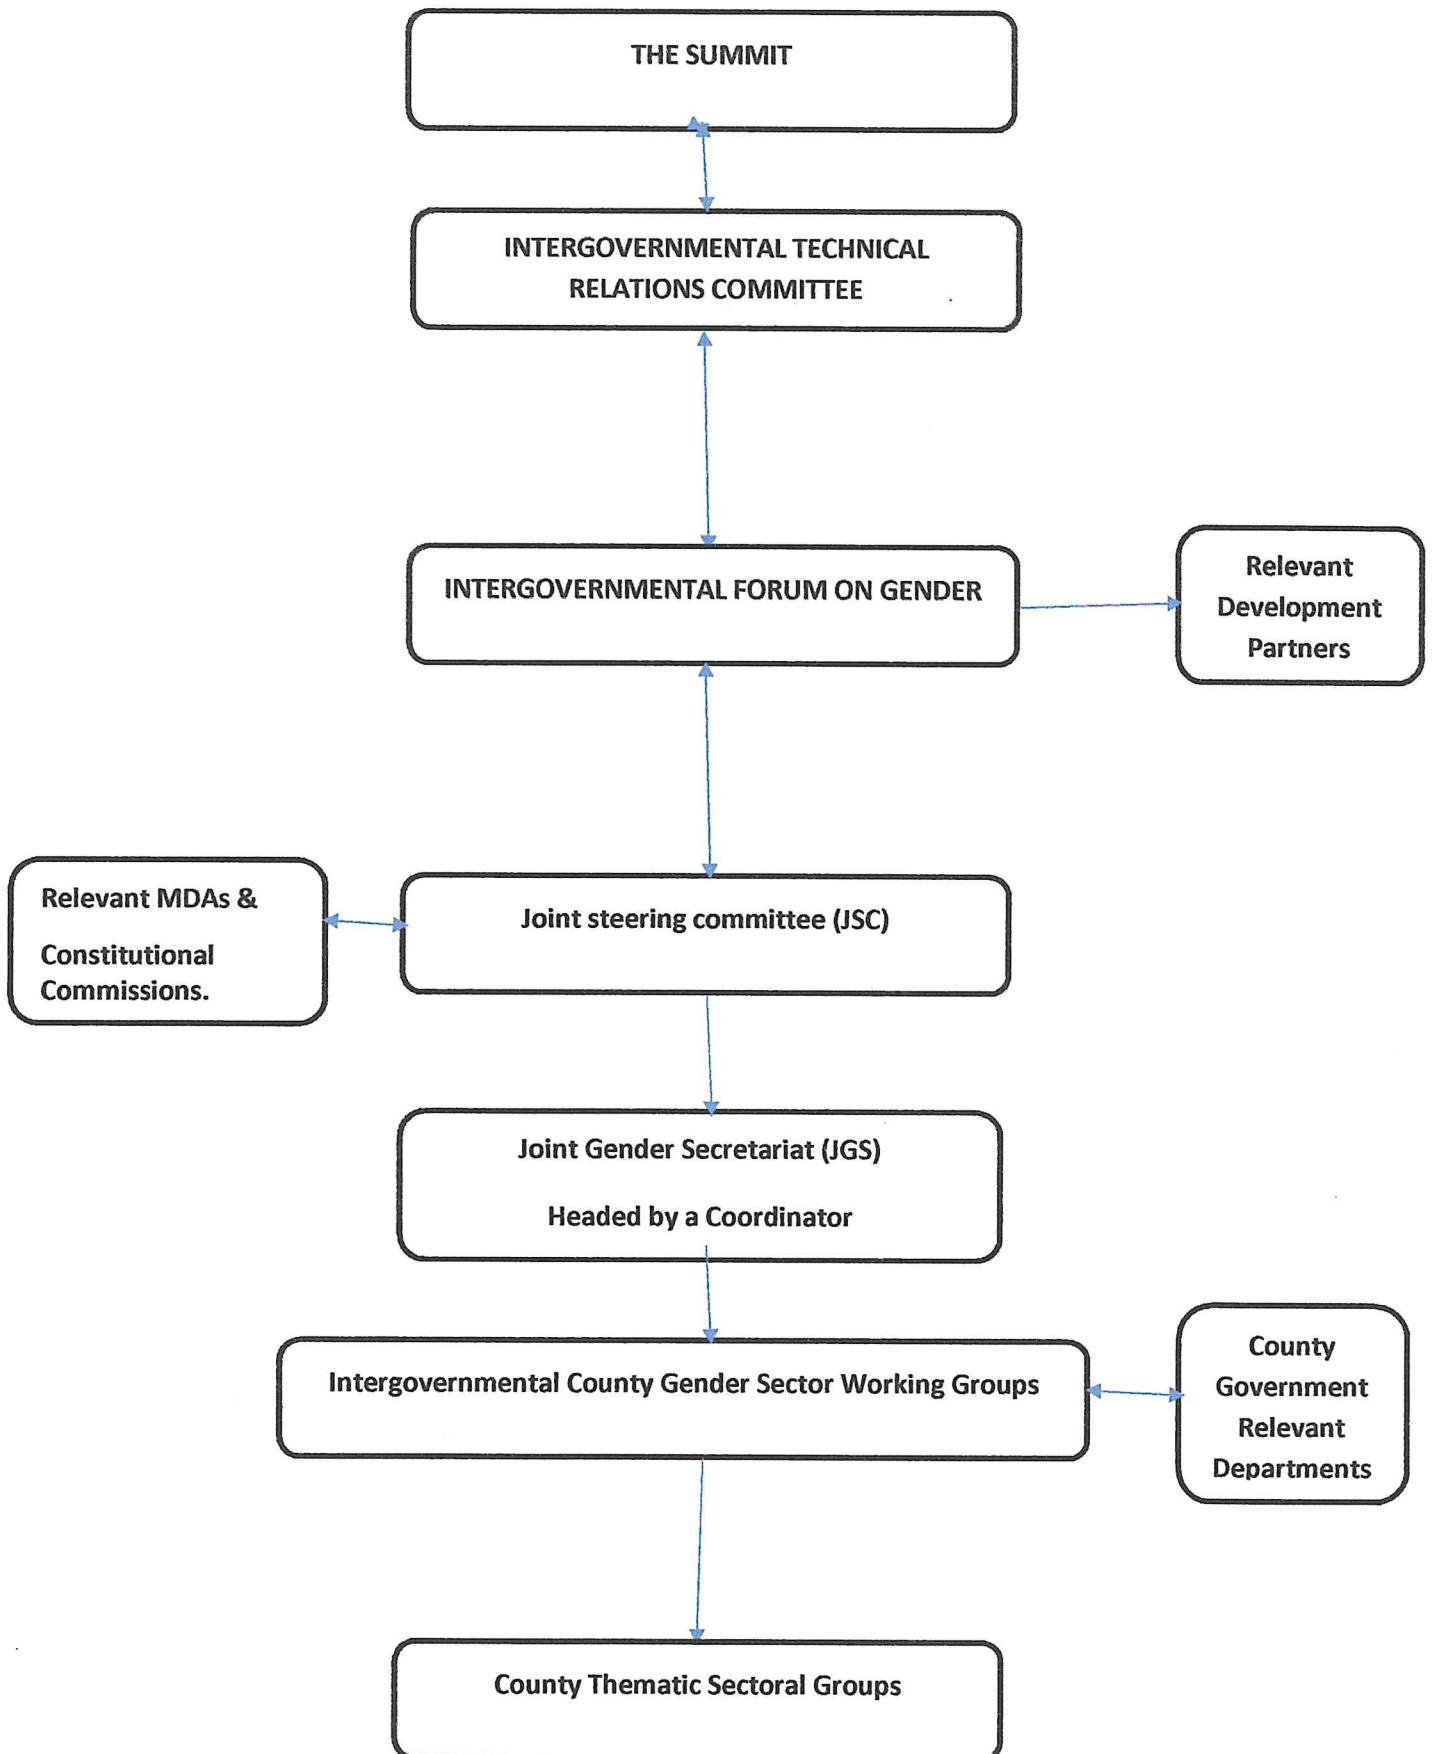 THE SUMMIT
INTERGOVERNMENTAL TECHNICAL
RELATIONS COMMITTEE
INTERGOVERNMENTAL FORUM ON GENDER
Relevant
Development
Partners
Relevant MDAs &
Constitutional
Commissions.
Joint steering committee (JSC)
Joint Gender Secretariat (JGS)
Headed by a Coordinator
Intergovernmental County Gender Sector Working Groups
County
Government
Relevant
Departments
County Thematic Sectoral Groups